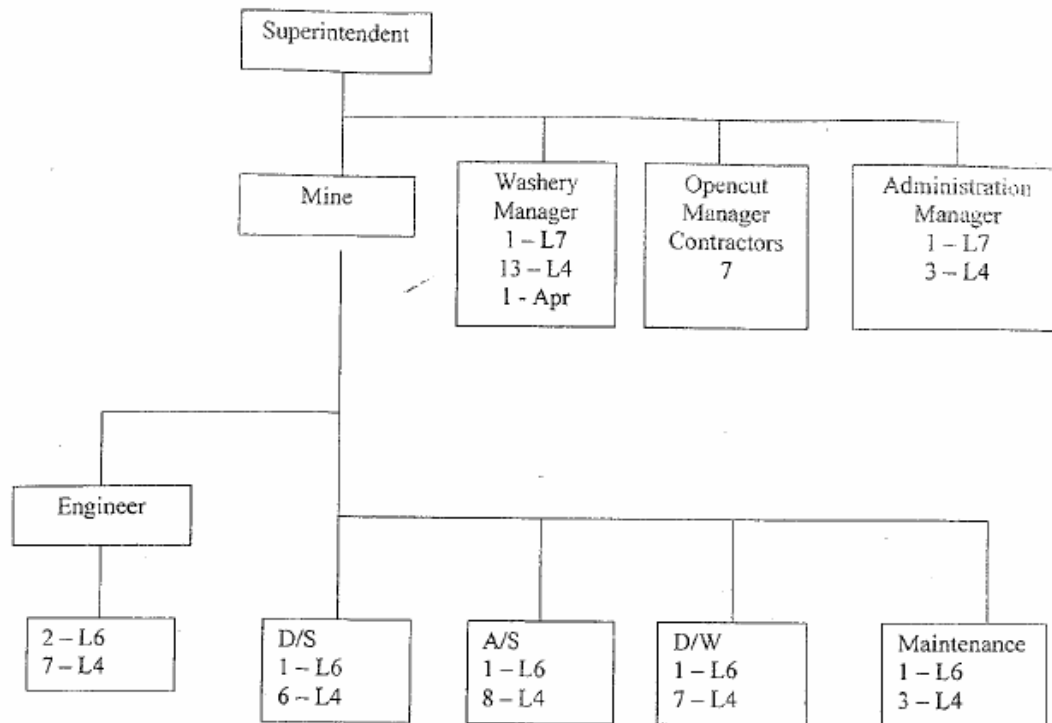 Superintendent
Mine
Washery
Manager
1 – L7
13 – L4
1 - Apr
Opencut
Manager
Contractors
7
Administration
Manager
1 – L7
3 – L4
Engineer
2 – L6
7 – L4
D/S
1 – L6
6 – L4
A/S
1 – L6
8 – L4
D/W
1 – L6
7 – L4
Maintenance
1 – L6
3 – L4